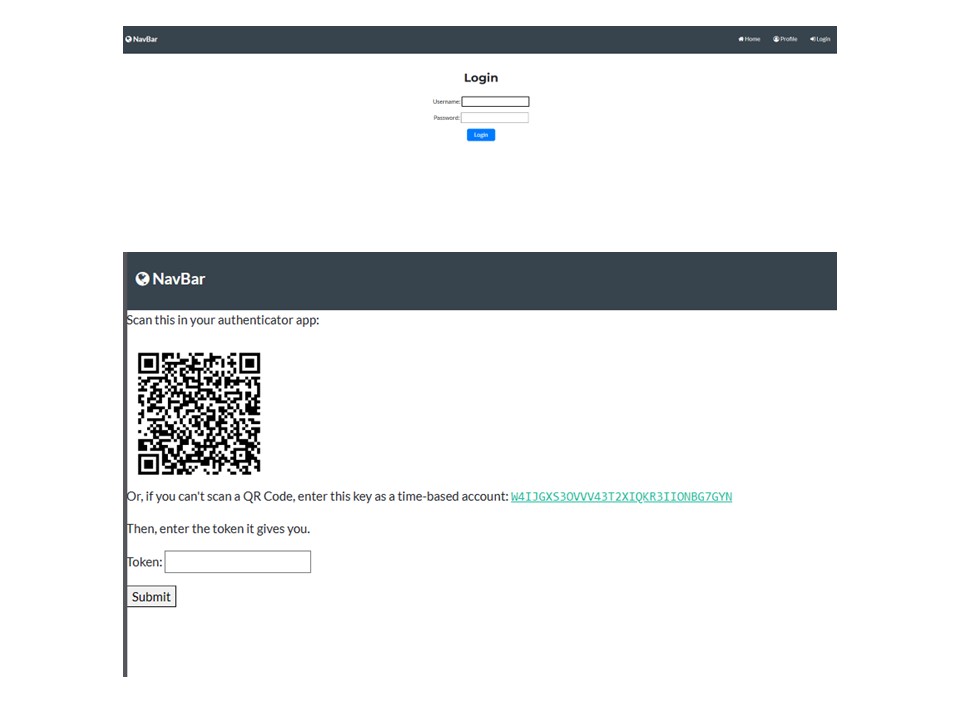 NavBar
Home Profile Login
Login
Username:
Password:
Login
NavBar
Scan this in your authenticator app:
Or, if you can't scan a QR Code, enter this key as a time-based account: W4IJGXS3OVVV43T2XIQKR3IIONBG7GYN
Then, enter the token it gives you.
Token:
Submit